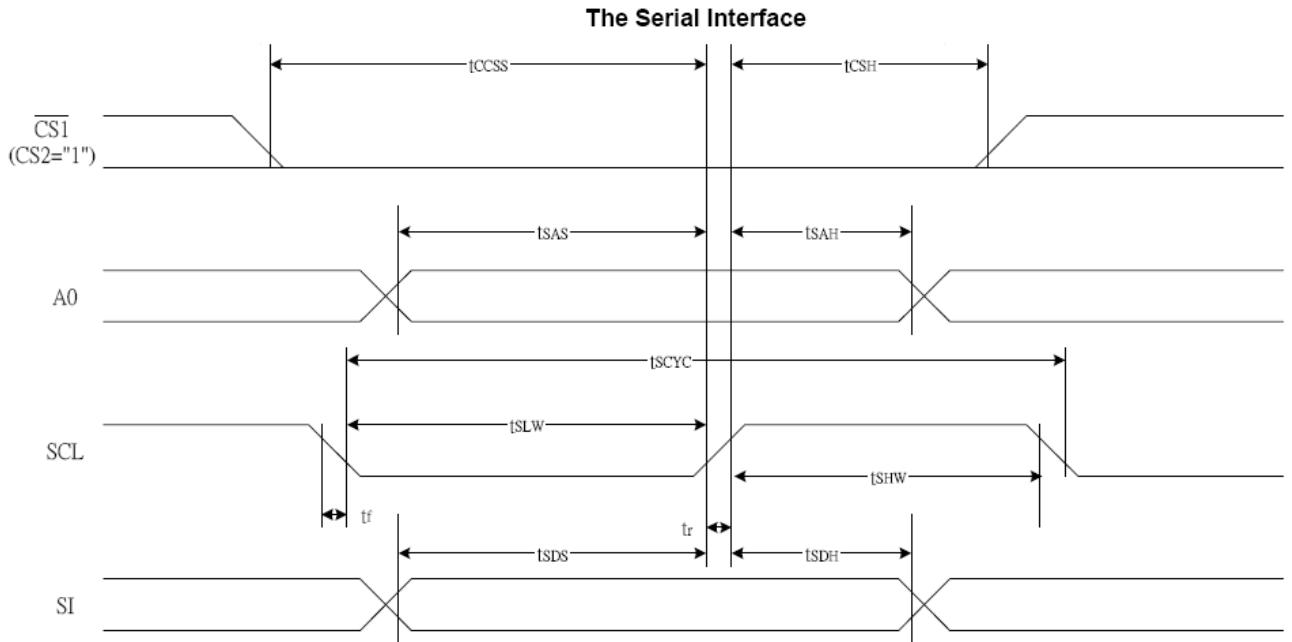 The Serial Interface
tCCSS
tCSH
CS1
(CS2="1")
tSAS
tSAH
A0
tSCYC
tSLW
SCL
tSHW
tf
tr
tSDS
tSDH
SI